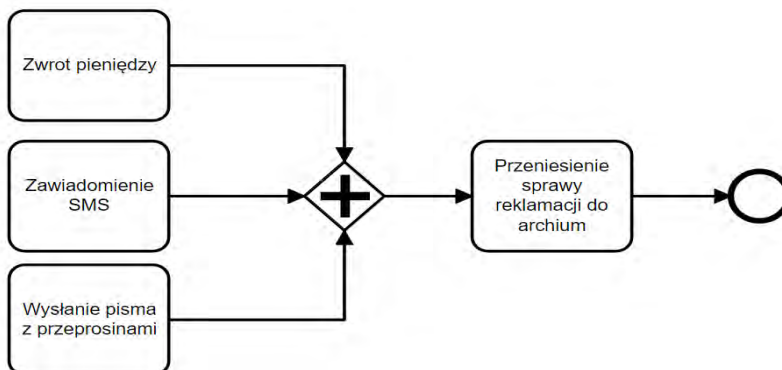 Zwrot pieniędzy
Zawiadomienie
SMS
Wysłanie pisma
z przeprosinami
Przeniesienie
sprawy
reklamacji do
archium